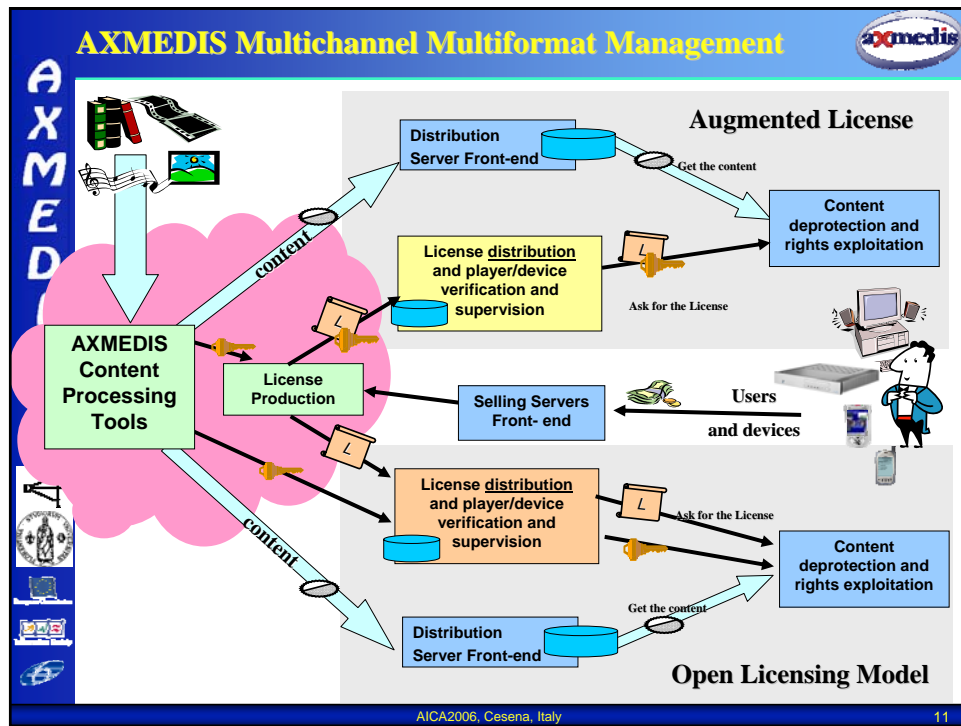 AXMEDIS Multichannel Multiformat Management
axmedis
A
X
M
E
D
Augmented License
Distribution
Server Front-end
Get the content
Content
deprotection and
rights exploitation
content
License distribution
and player/device
verification and
supervision
L
L
Ask for the License
AXMEDIS
Content
Processing
Tools
License
Production
Selling Servers
Front- end
Users
and devices
L
License distribution
and player/device
verification and
supervision
L
Ask for the License
Content
deprotection and
rights exploitation
content
Get the content
Distribution
Server Front-end
Open Licensing Model
AICA2006, Cesena, Italy
11